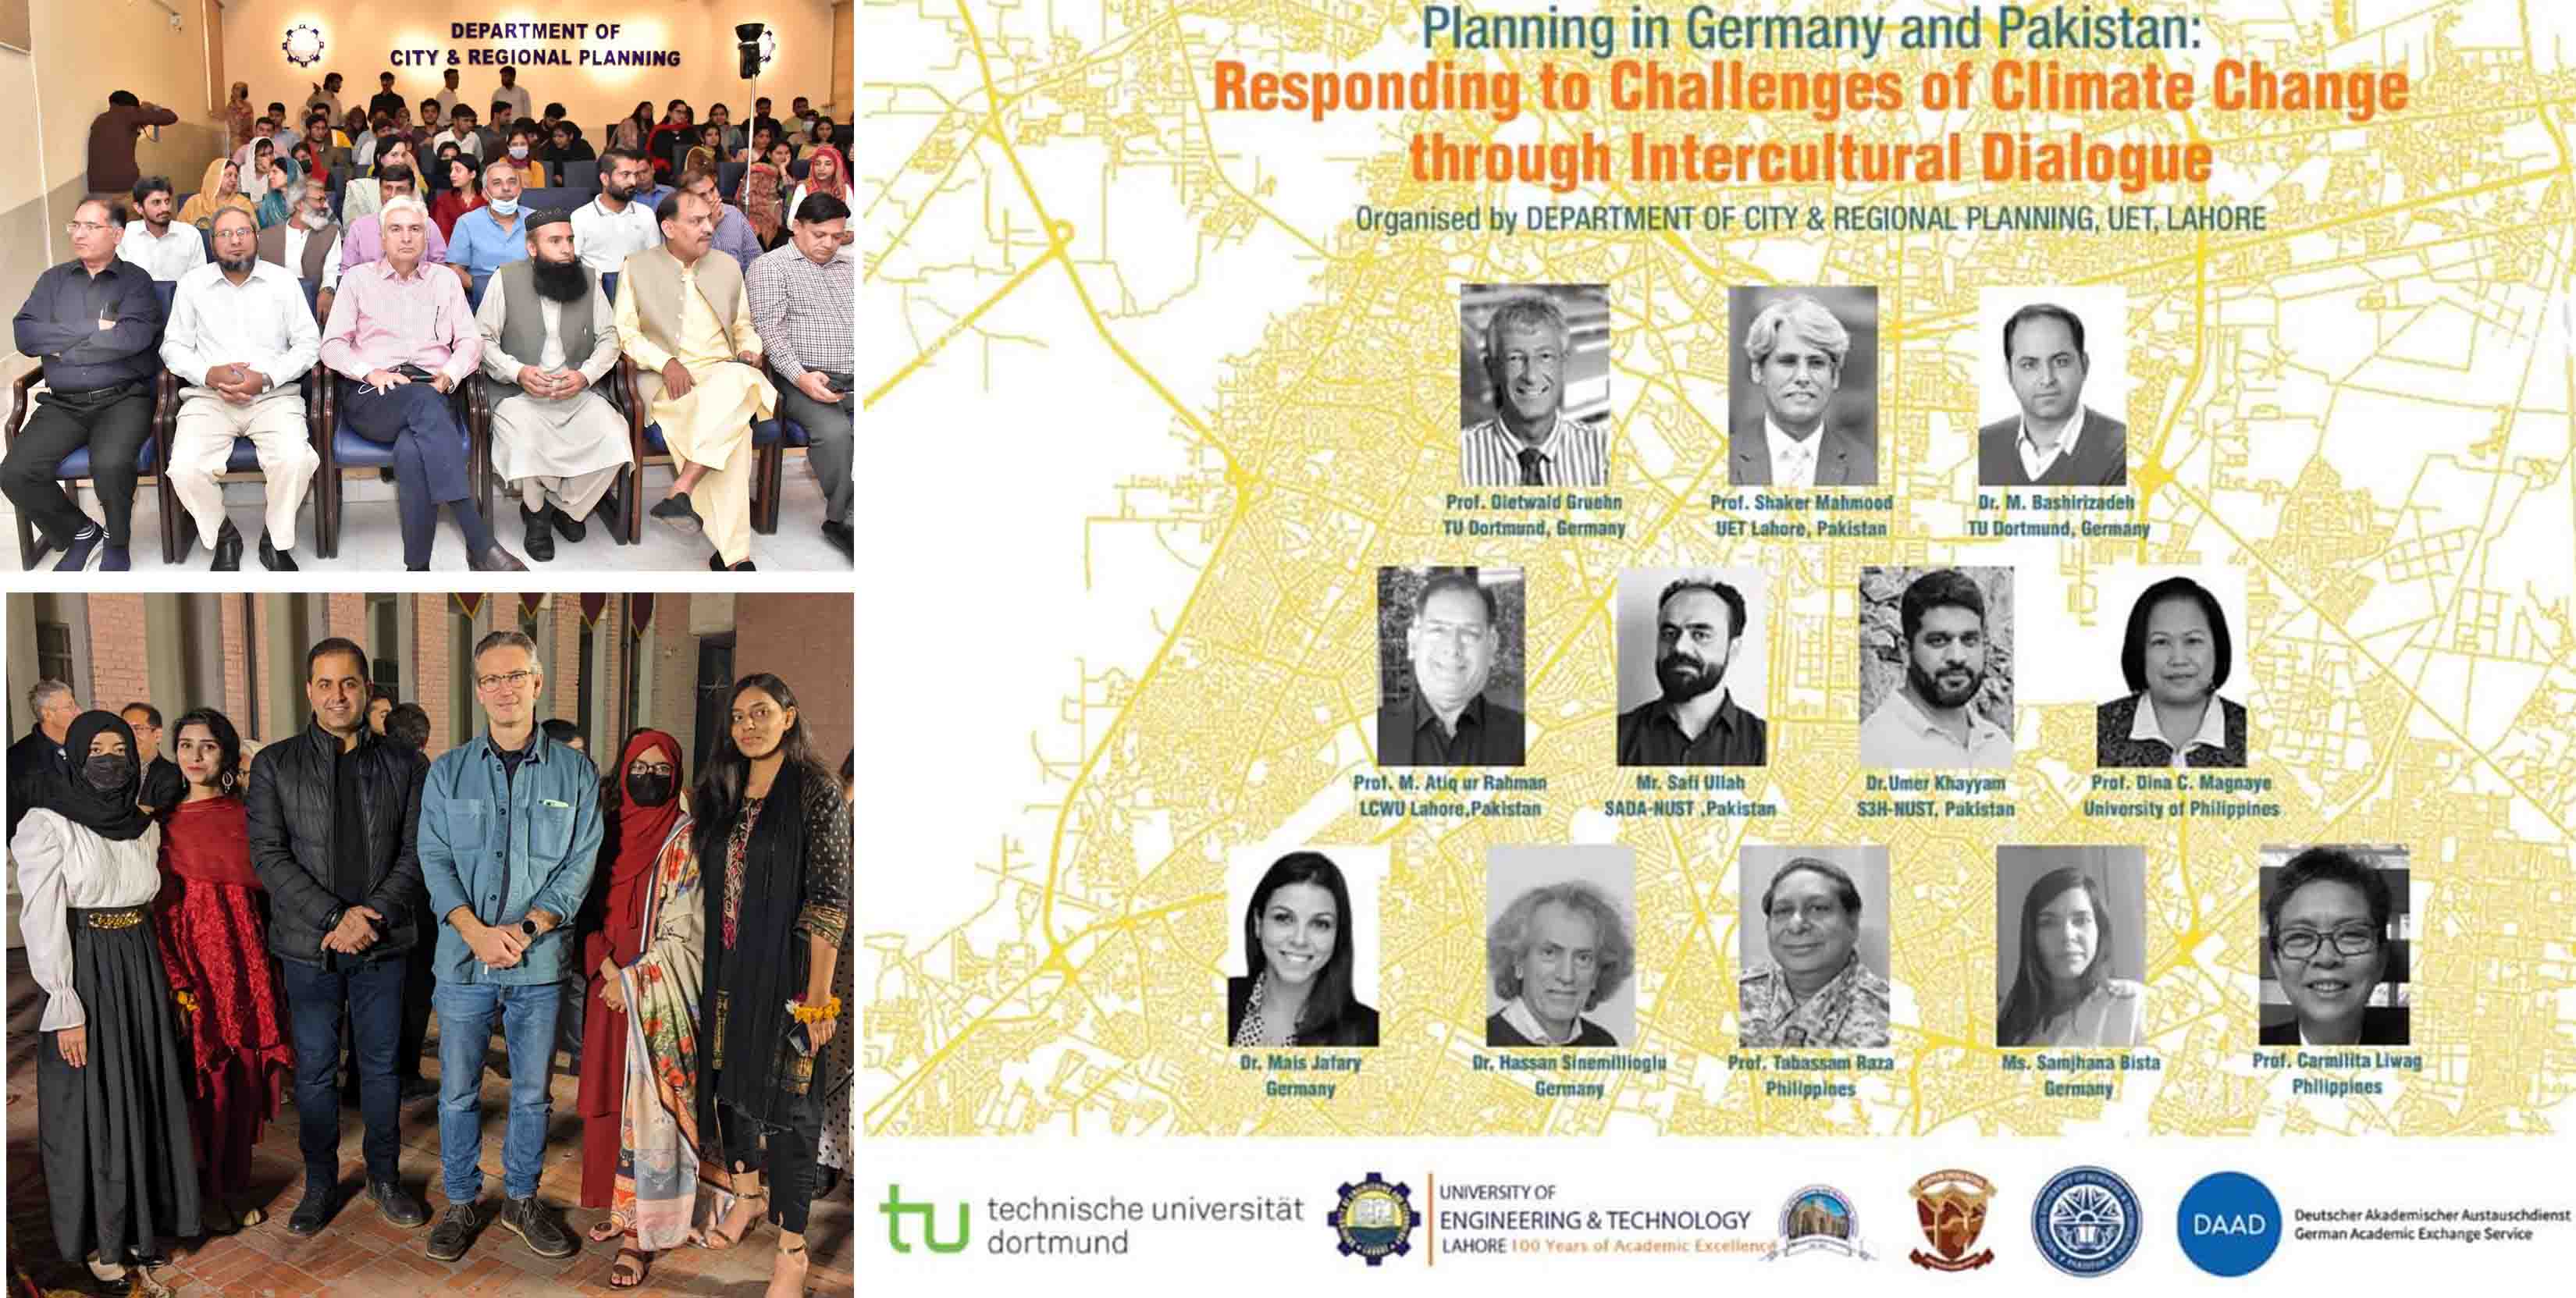 DEPARTMENT OF
CITY & REGIONAL PLANNING
Planning in Germany and Pakistan:
Responding to Challenges of Climate Change
through Intercultural Dialogue
Organised by DEPARTMENT OF CITY & REGIONAL PLANNING, UET, LAHORE
Prof. Dietwald Gruehn
TU Dortmund, Germany
Prof. Shaker Mahmood
UET Lahore, Pakistan
Dr. M. Bashirizadeh
TU Dortmund, Germany
Prof. M. Atiq ur Rahman
LCWU Lahore,Pakistan
Mr. Safi Ullah
SADA-NUST ,Pakistan
Dr.Umer Khayyam
S3H-NUST, Pakistan
Prof. Dina C. Magnaye
University of Philippines
Dr. Mais Jafary
Germany
Dr. Hassan Sinemillioglu
Germany
Prof. Tabassam Raza
Philippines
Ms. Samjhana Bista
Germany
Prof. Carmilita Liwag
Philippines
tu technische universität
dortmund
UNIVERSITY OF
ENGINEERING & TECHNOLOGY
LAHORE 100 Years of Academic Excellence
DAAD
Deutscher Akademischer Austauschdienst
German Academic Exchange Service